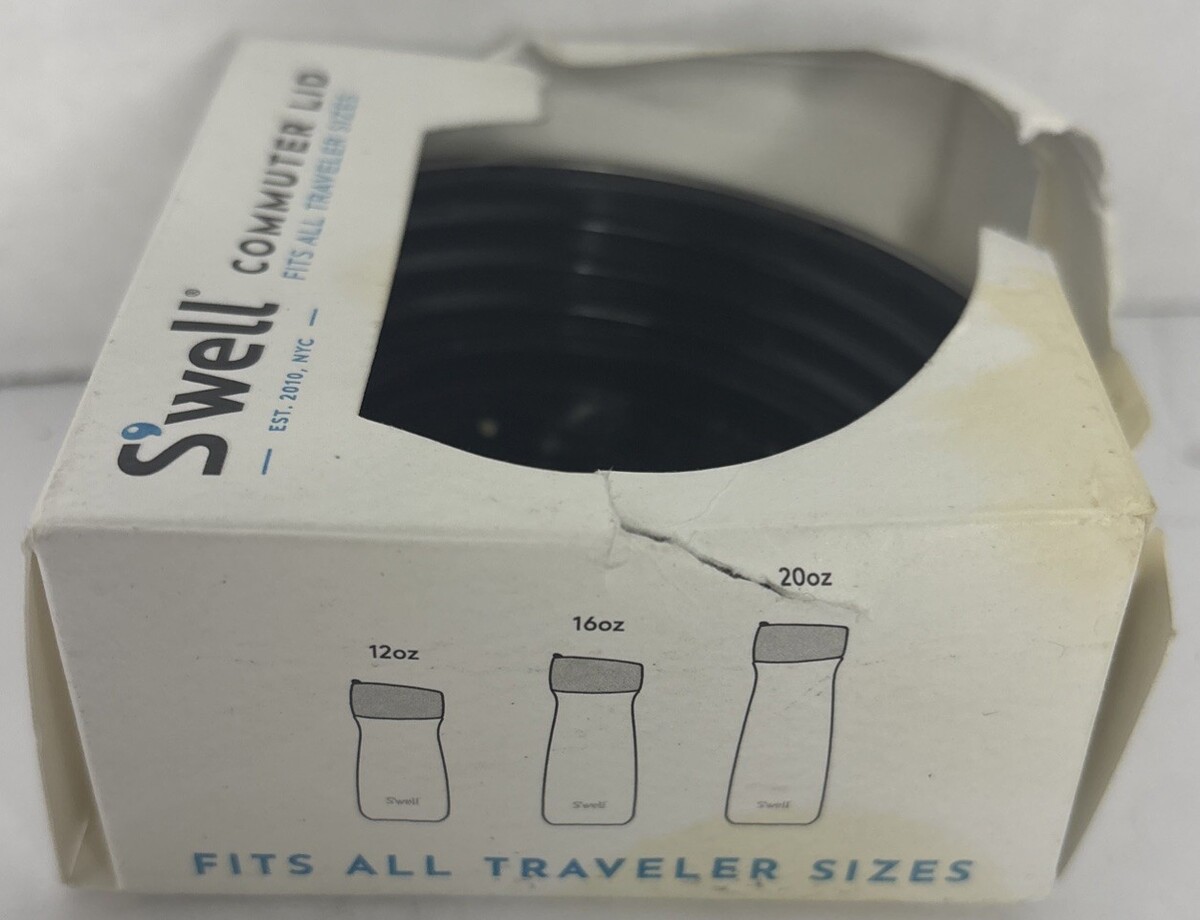 S'well® COMMUTER LID
— EST. 2010, NYC — FITS ALL TRAVELER SIZES
12oz
16oz
20oz
S'well
S'well
S'well
FITS ALL TRAVELER SIZES